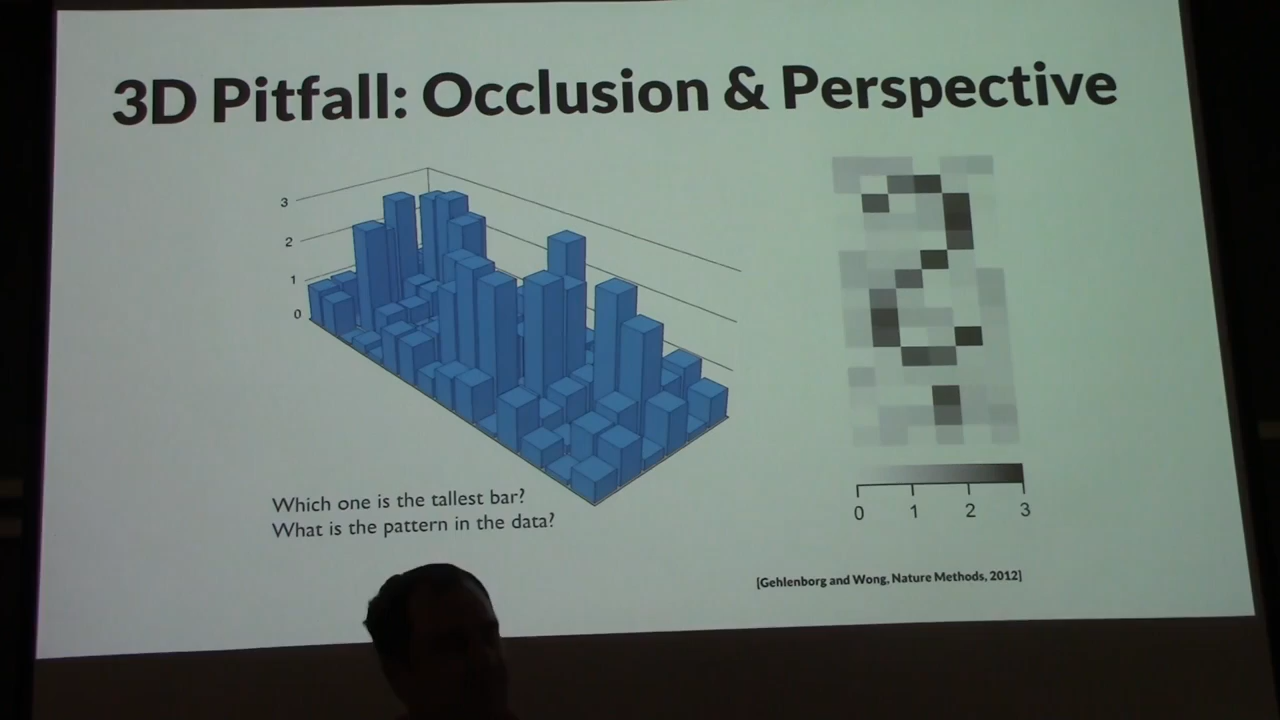 3D Pitfall: Occlusion & Perspective
3
2
1
0
Which one is the tallest bar?
What is the pattern in the data?
0 1 2 3
[Gehlenborg and Wong, Nature Methods, 2012]